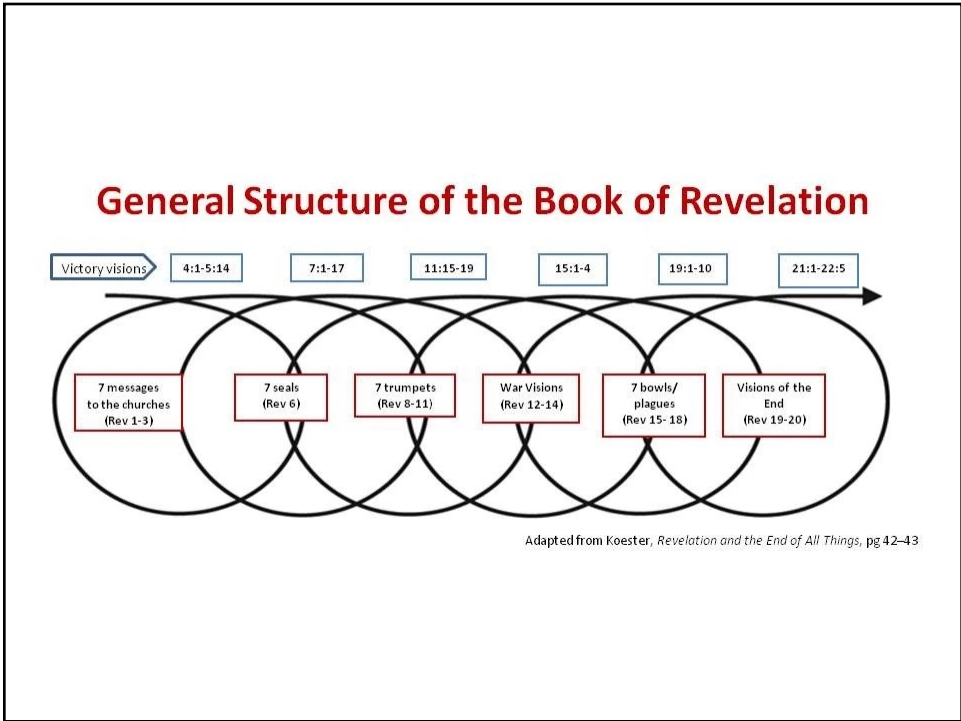 General Structure of the Book of Revelation
Victory visions
4:1-5:14
7:1-17
11:15-19
15:1-4
19:1-10
21:1-22:5
7 messages
to the churches
(Rev 1-3)
7 seals
(Rev 6)
7 trumpets
(Rev 8-11)
War Visions
(Rev 12-14)
7 bowls/
plagues
(Rev 15- 18)
Visions of the
End
(Rev 19-20)
Adapted from Koester, Revelation and the End of All Things, pg 42–43